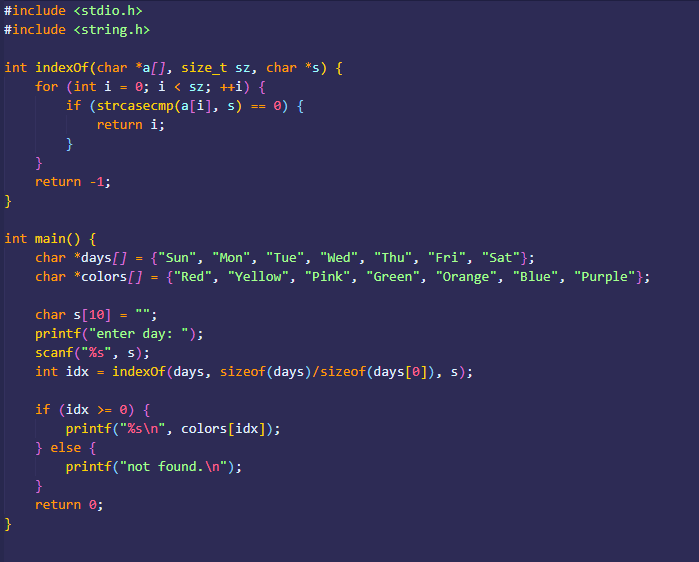 #include <stdio.h>
#include <string.h>

int indexOf(char *a[], size_t sz, char *s) {
    for (int i = 0; i < sz; ++i) {
        if (strcasecmp(a[i], s) == 0) {
            return i;
        }
    }
    return -1;
}

int main() {
    char *days[] = {"Sun", "Mon", "Tue", "Wed", "Thu", "Fri", "Sat"};
    char *colors[] = {"Red", "Yellow", "Pink", "Green", "Orange", "Blue", "Purple"};

    char s[10] = "";
    printf("enter day: ");
    scanf("%s", s);
    int idx = indexOf(days, sizeof(days)/sizeof(days[0]), s);

    if (idx >= 0) {
        printf("%s\n", colors[idx]);
    } else {
        printf("not found.\n");
    }
    return 0;
}